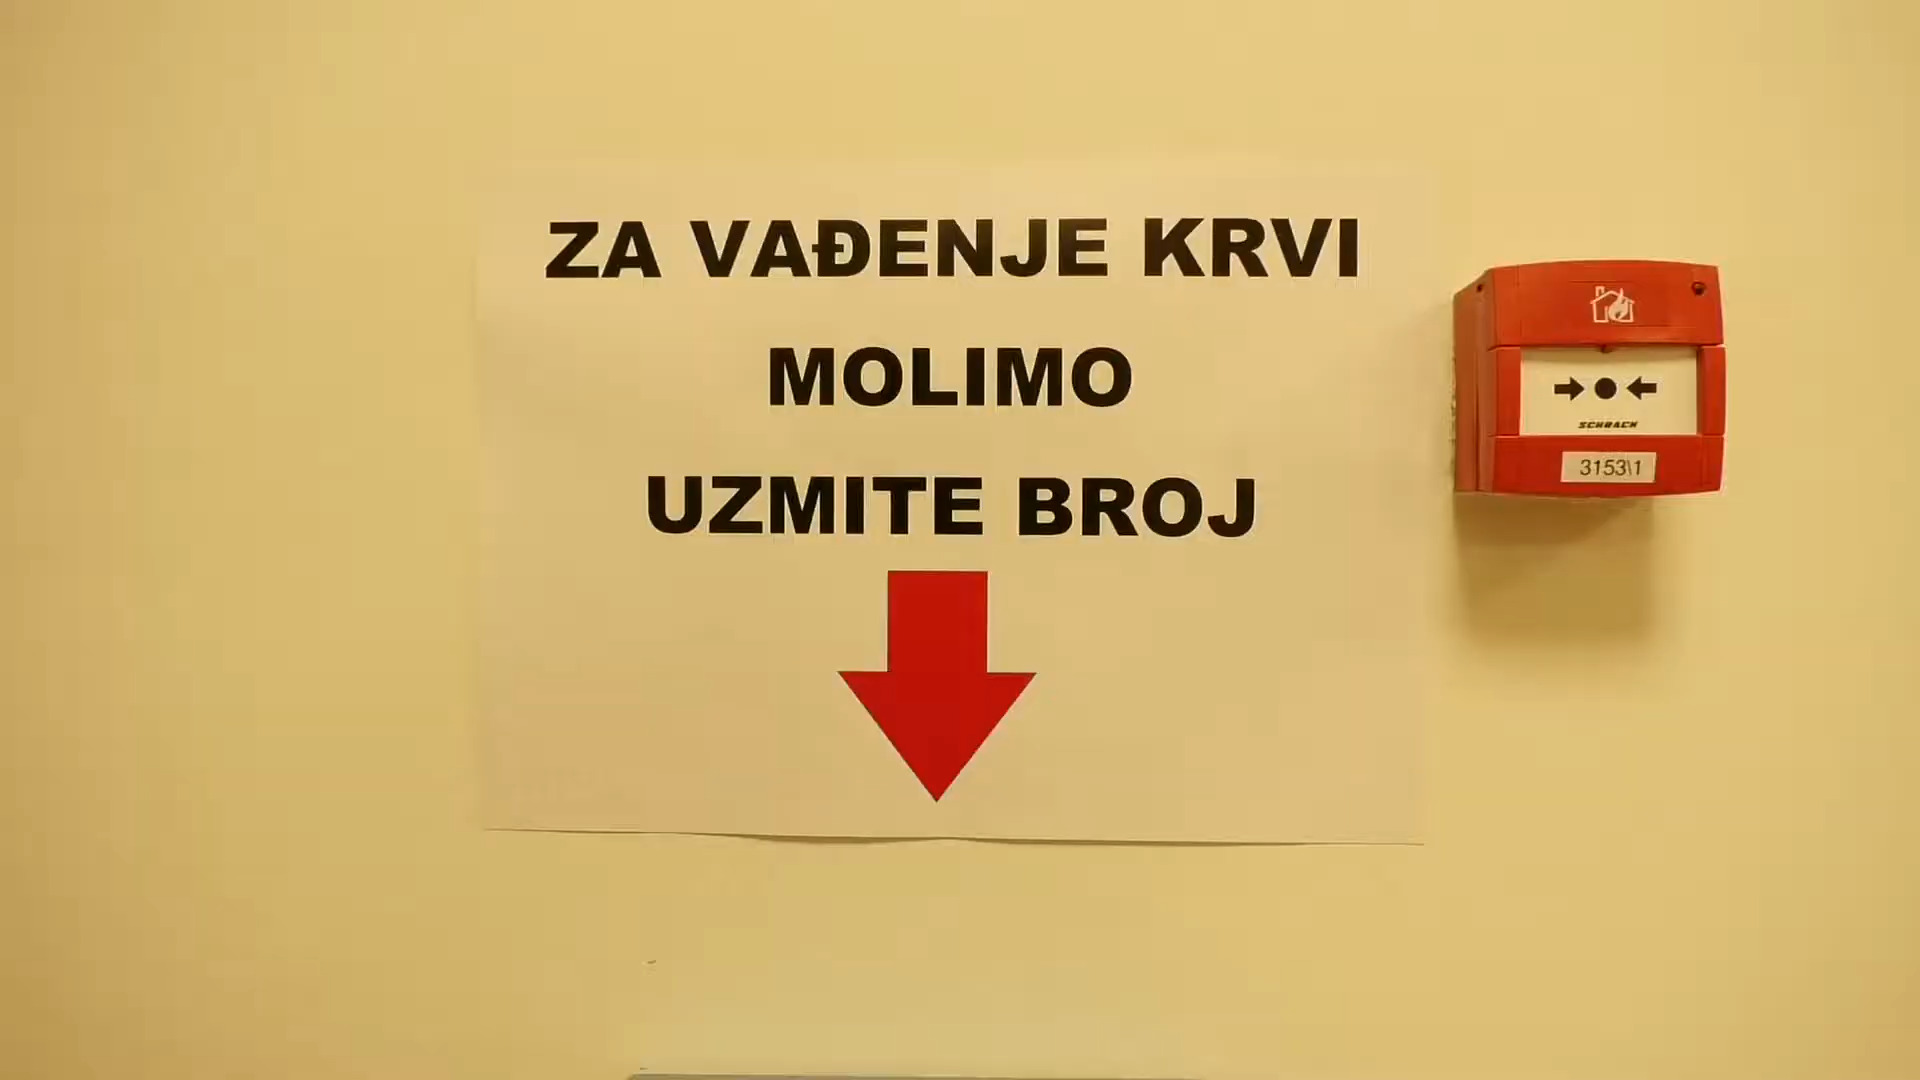 ZA VAĐENJE KRVI
MOLIMO
UZMITE BROJ
SCHRACK
3153\1